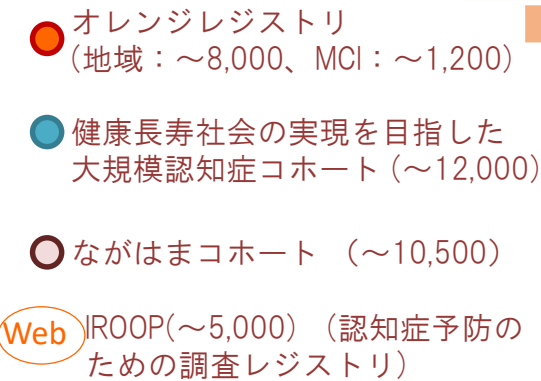 オレンジレジストリ
(地域：～8,000、MCI：～1,200)
健康長寿社会の実現を目指した
大規模認知症コホート (～12,000)
ながはまコホート （～10,500）
Web IROOP(～5,000) （認知症予防の
ための調査レジストリ）